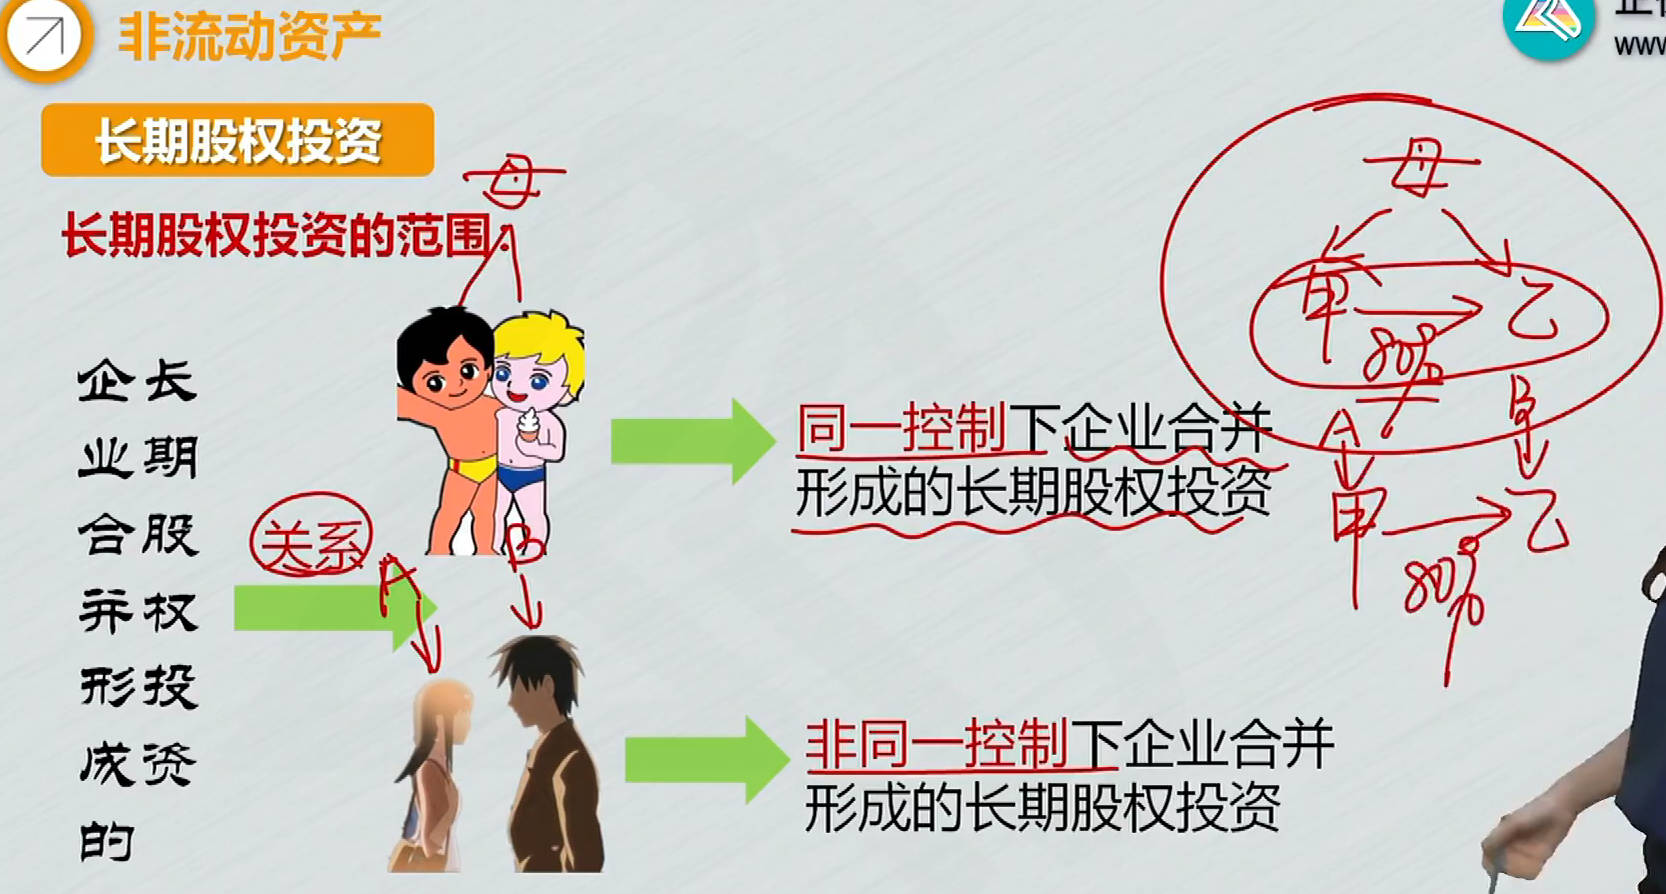 非流动资产
www
长期股权投资
母
母
长期股权投资的范围：
甲
乙
80%
企业合并形成的
长期股权投资
关系
A
B
同一控制下企业合并
形成的长期股权投资
A
B
甲
乙
80%
非同一控制下企业合并
形成的长期股权投资